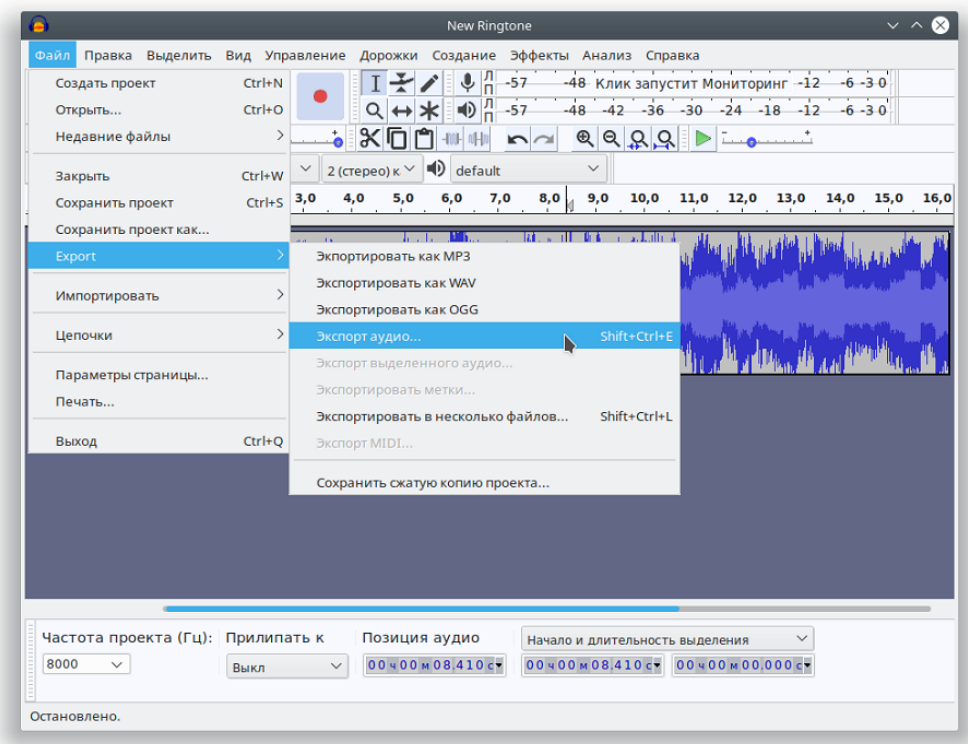 New Ringtone
Файл Правка Выделить Вид Управление Дорожки Создание Эффекты Анализ Справка
Создать проект Ctrl+N
Открыть... Ctrl+O
Недавние файлы
Закрыть Ctrl+W
Сохранить проект Ctrl+S
Сохранить проект как...
Export
Импортировать
Цепочки
Параметры страницы...
Печать...
Выход Ctrl+Q
Л П -57 -48 Клик запустит Мониторинг -12 -6 -3 0
Л П -57 -48 -42 -36 -30 -24 -18 -12 -6 -3 0
2 (стерео) к default
3,0 4,0 5,0 6,0 7,0 8,0 9,0 10,0 11,0 12,0 13,0 14,0 15,0 16,0
Экпортировать как MP3
Экспортировать как WAV
Экспортировать как OGG
Экспорт аудио... Shift+Ctrl+E
Экспорт выделенного аудио...
Экспортировать метки...
Экспортировать в несколько файлов... Shift+Ctrl+L
Экспорт MIDI...
Сохранить сжатую копию проекта...
Частота проекта (Гц): Прилипать к Позиция аудио Начало и длительность выделения
8000 Выкл 00 ч 00 м 08,410 с 00 ч 00 м 08,410 с 00 ч 00 м 00,000 с
Остановлено.